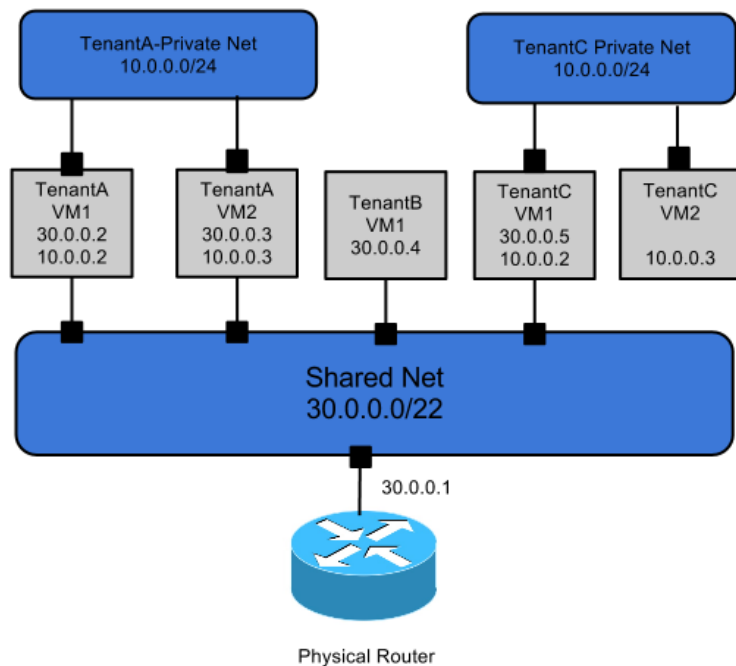 TenantA-Private Net
10.0.0.0/24
TenantC Private Net
10.0.0.0/24
TenantA
VM1
30.0.0.2
10.0.0.2
TenantA
VM2
30.0.0.3
10.0.0.3
TenantB
VM1
30.0.0.4
TenantC
VM1
30.0.0.5
10.0.0.2
TenantC
VM2
10.0.0.3
Shared Net
30.0.0.0/22
30.0.0.1
Physical Router